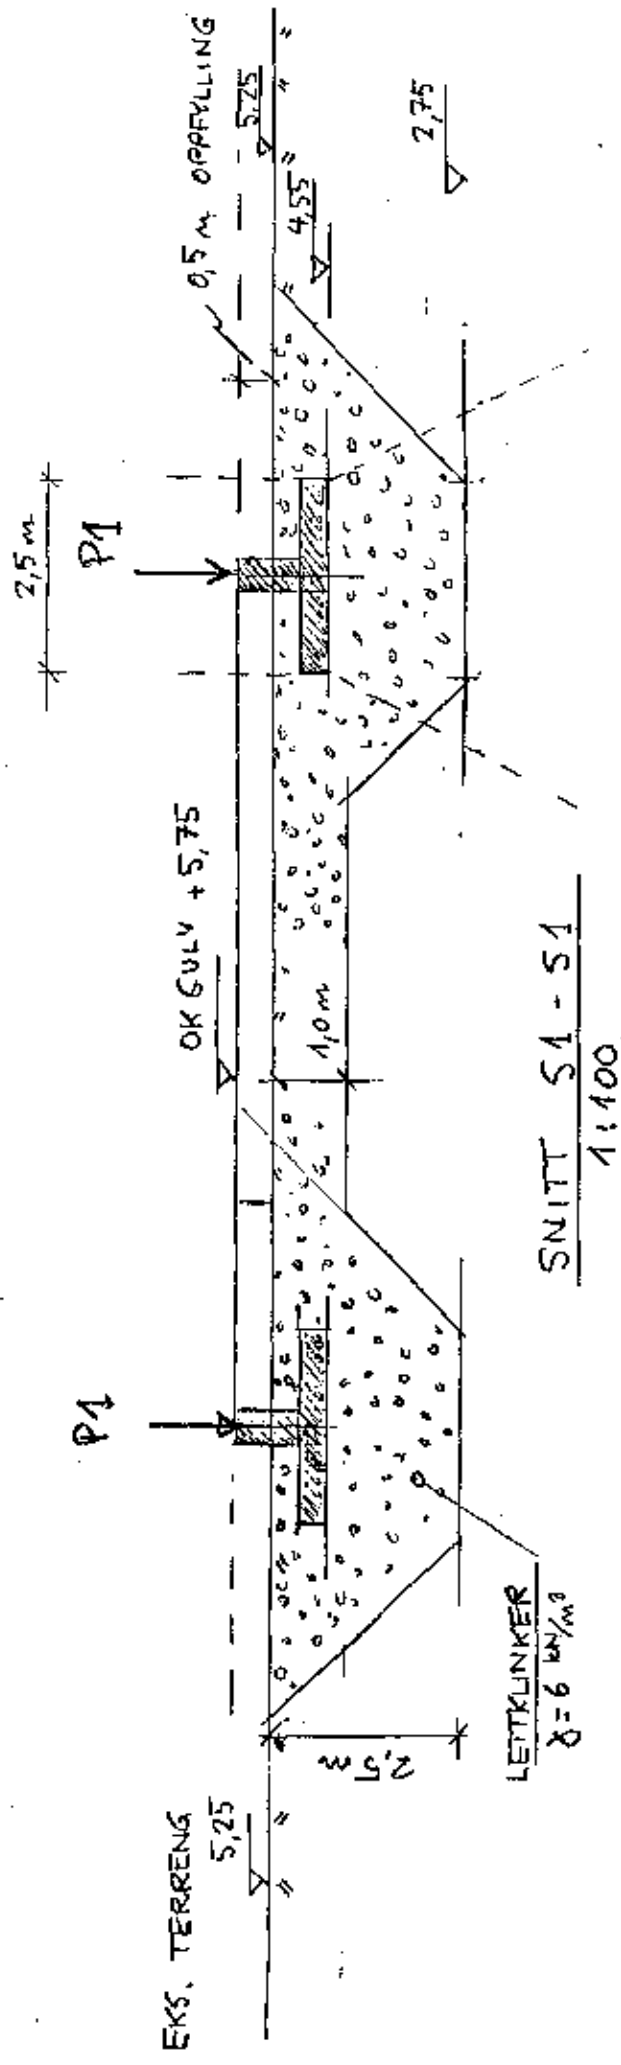 EKS. TERRENG
5,25
P1
OK GULV +5,75
2,5 m
P1
0,5 m OPPFYLLING
5,25
4,55
2,75
1,0 m
2,5 m
LETTKLINKER
γ = 6 kN/m³
SNITT S1 - S1
1:100